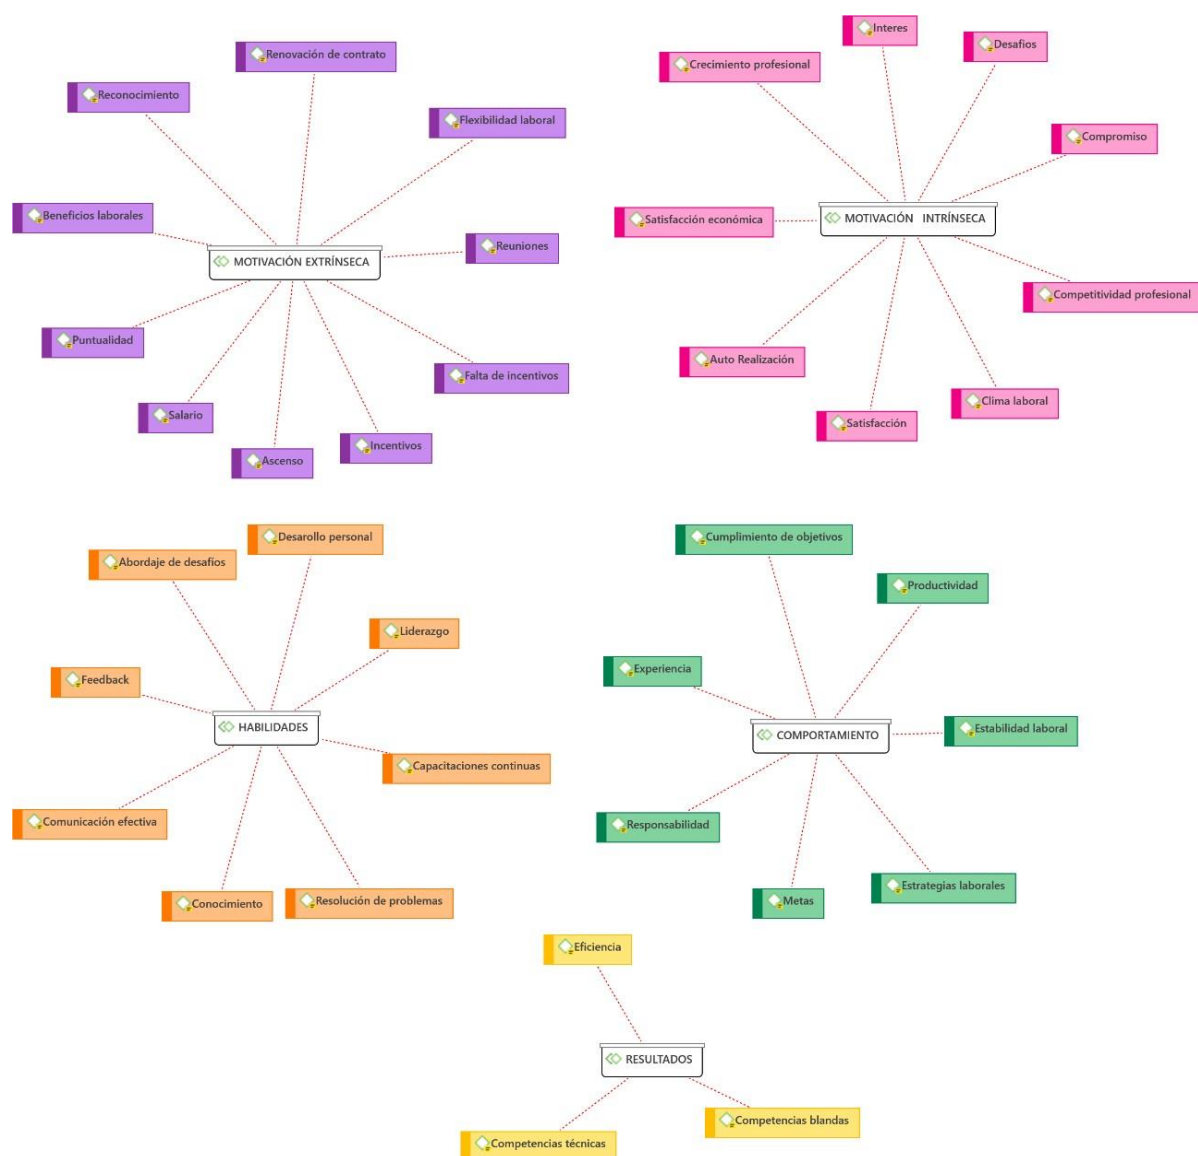 Renovación de contrato
Reconocimiento
Flexibilidad laboral
Beneficios laborales
Reuniones
MOTIVACIÓN EXTRÍNSECA
Puntualidad
Falta de incentivos
Salario
Incentivos
Ascenso
Interes
Desafios
Crecimiento profesional
Compromiso
Satisfacción económica
MOTIVACIÓN INTRÍNSECA
Competitividad profesional
Auto Realización
Clima laboral
Satisfacción
Desarollo personal
Abordaje de desafíos
Liderazgo
Feedback
HABILIDADES
Capacitaciones continuas
Comunicación efectiva
Conocimiento
Resolución de problemas
Cumplimiento de objetivos
Productividad
Experiencia
Estabilidad laboral
COMPORTAMIENTO
Responsabilidad
Estrategias laborales
Metas
Eficiencia
RESULTADOS
Competencias blandas
Competencias técnicas